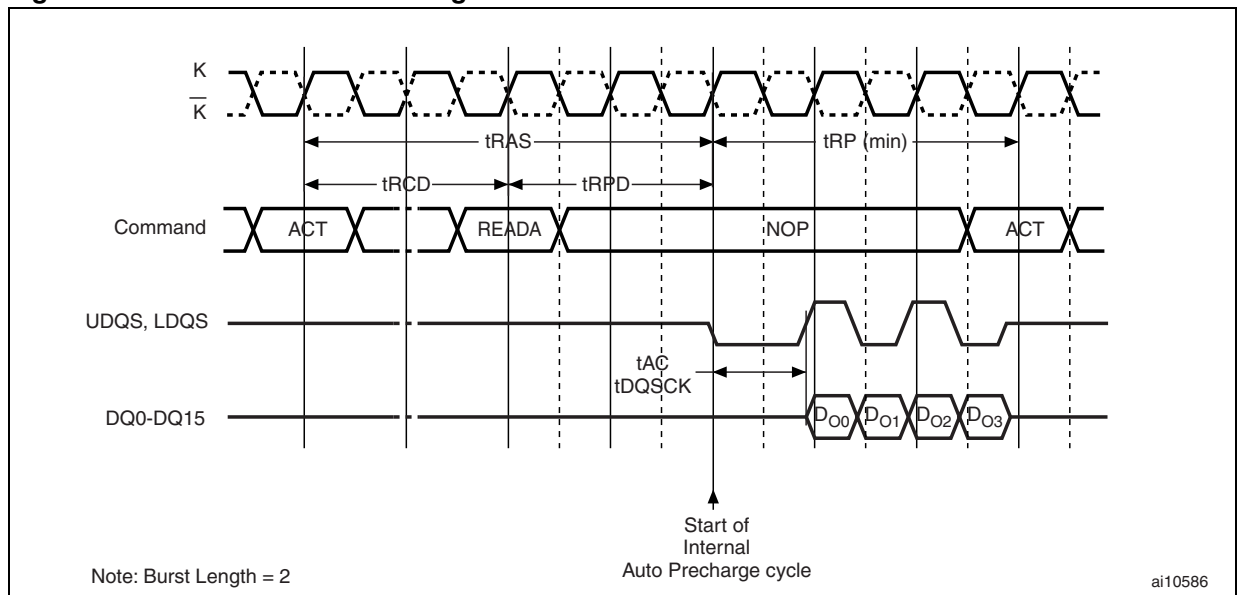 K
K
tRAS
tRP (min)
tRCD
tRPD
Command
ACT
READA
NOP
ACT
UDQS, LDQS
tAC
tDQSCK
DQ0-DQ15
DO0
DO1
DO2
DO3
Start of
Internal
Auto Precharge cycle
Note: Burst Length = 2
ai10586